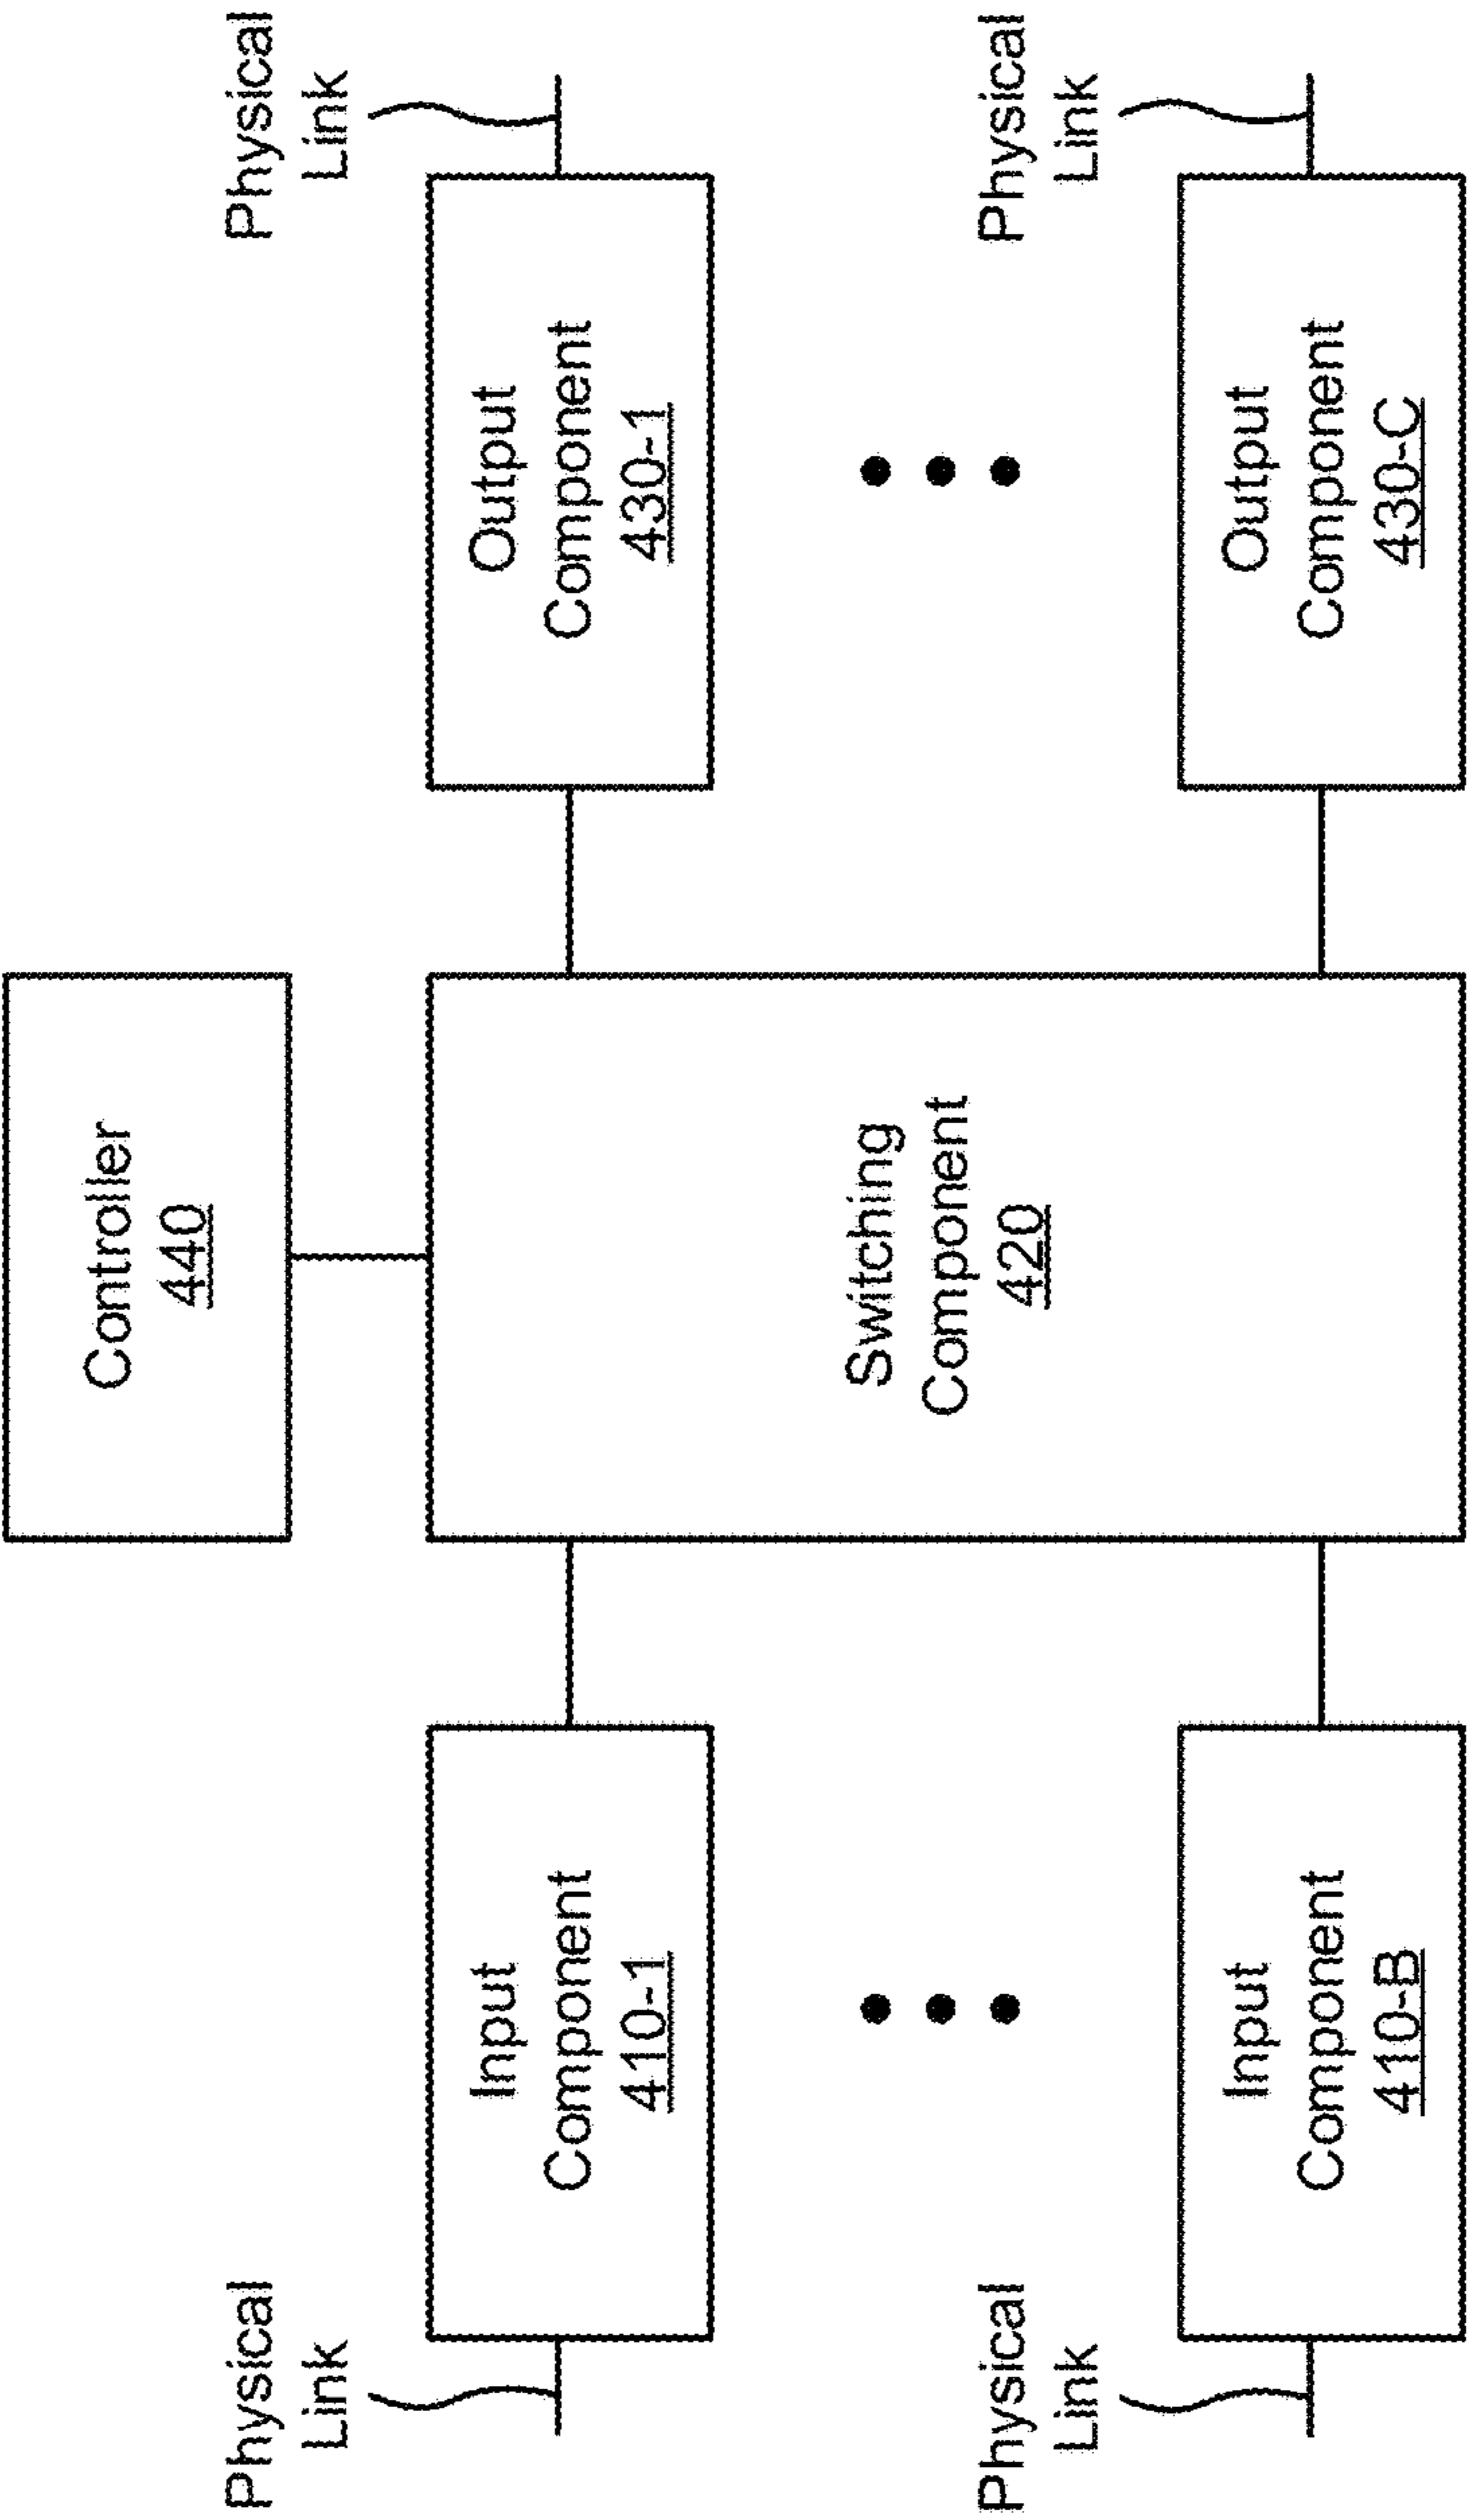 Controller
440
Physical
Link
Input
Component
410-1
Switching
Component
420
Output
Component
430-1
Physical
Link
Physical
Link
Input
Component
410-B
Output
Component
430-C
Physical
Link